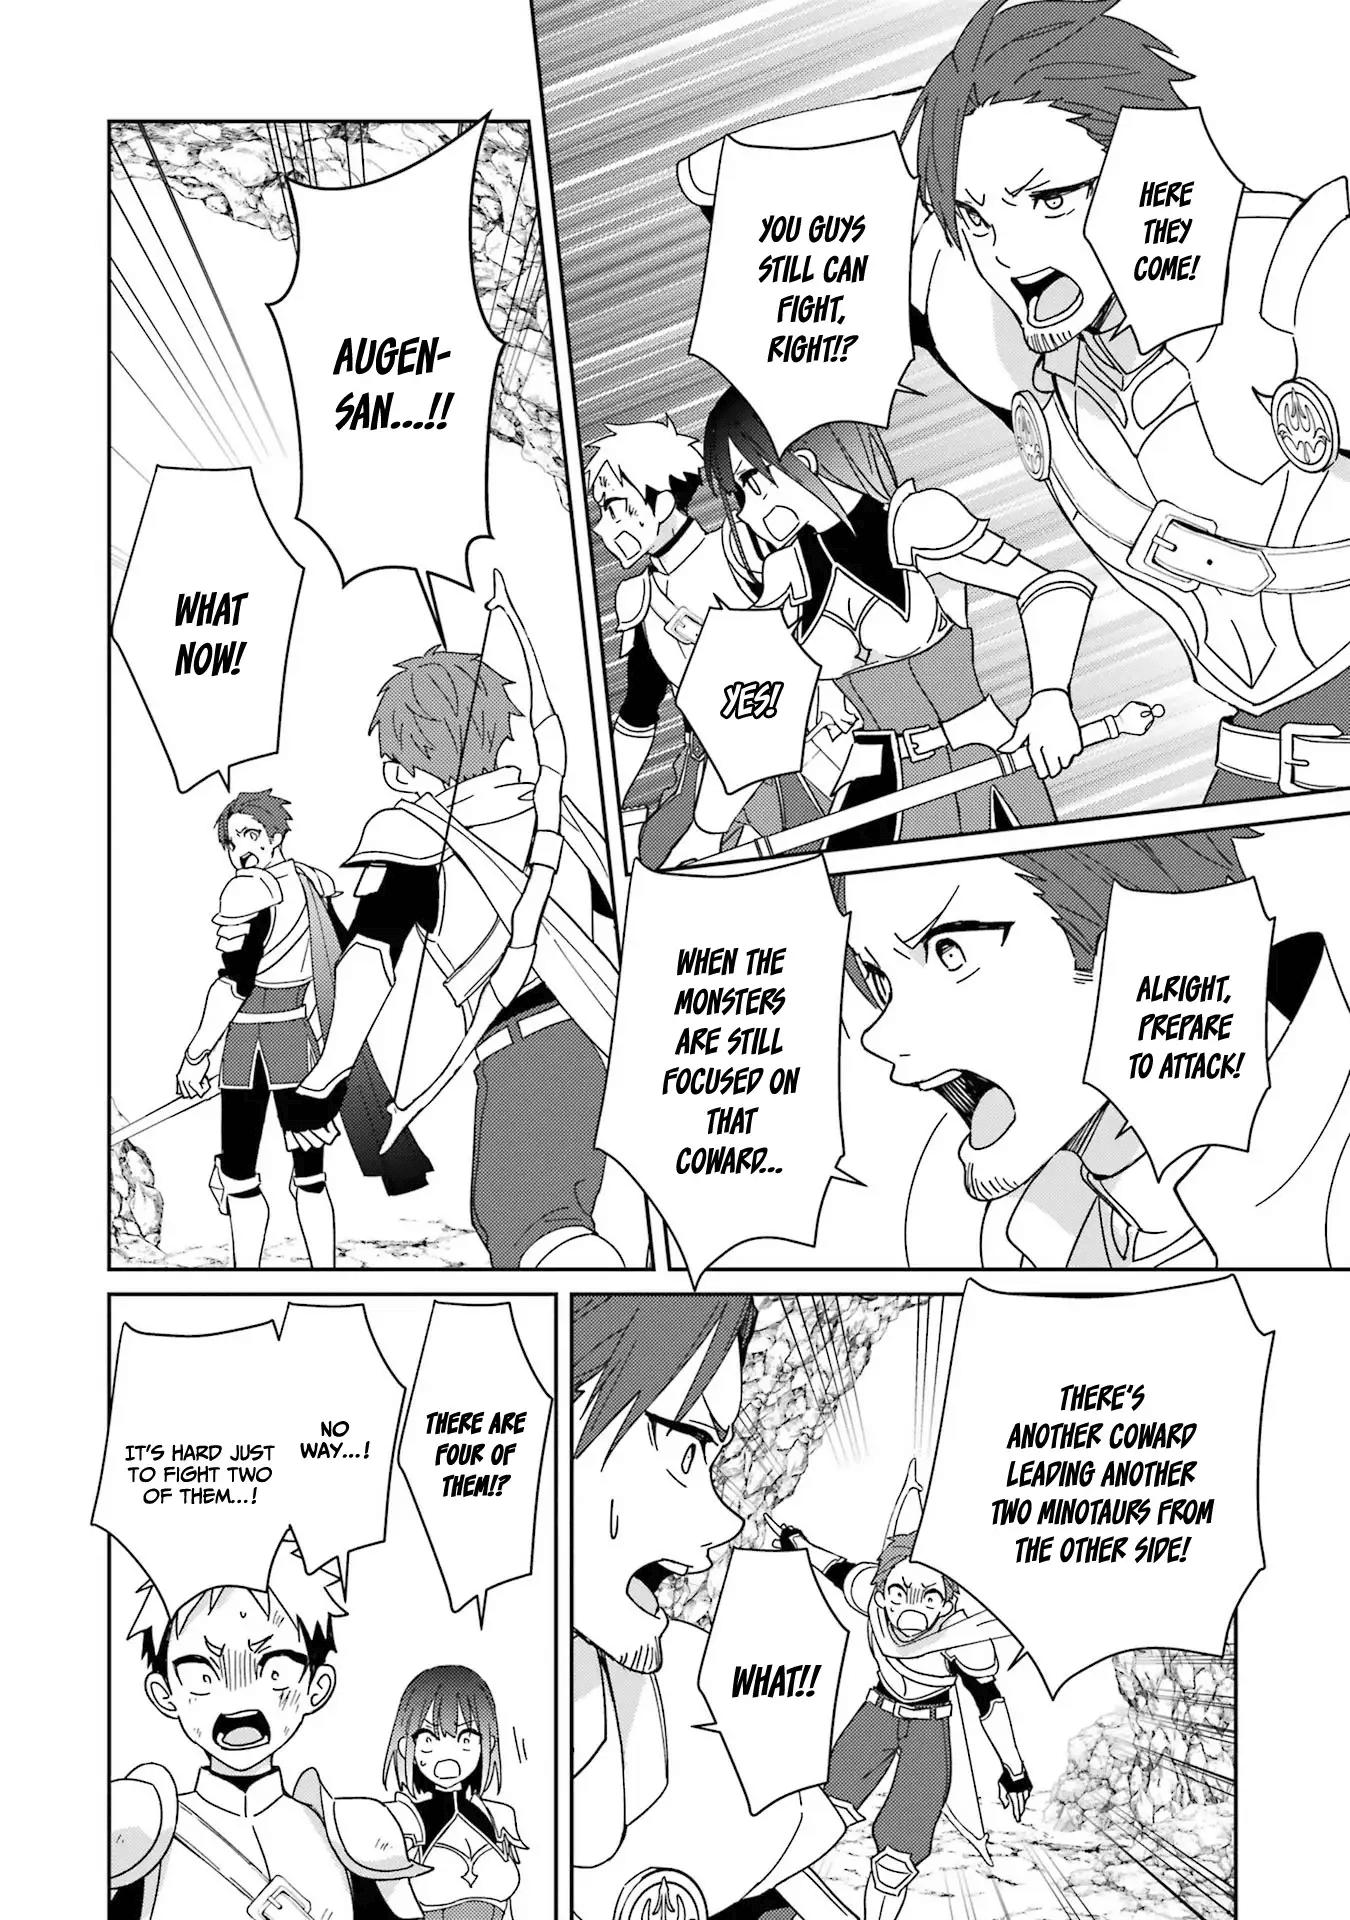 HERE
THEY
COME!
YOU GUYS
STILL CAN
FIGHT,
RIGHT!?
YES!
ALRIGHT,
PREPARE
TO ATTACK!
WHEN THE
MONSTERS
ARE STILL
FOCUSED ON
THAT
COWARD...
AUGEN-
SAN...!!
WHAT
NOW!
THERE'S
ANOTHER COWARD
LEADING ANOTHER
TWO MINOTAURS FROM
THE OTHER SIDE!
WHAT!!
THERE ARE
FOUR OF
THEM!?
NO
WAY...!
IT'S HARD JUST
TO FIGHT TWO
OF THEM...!